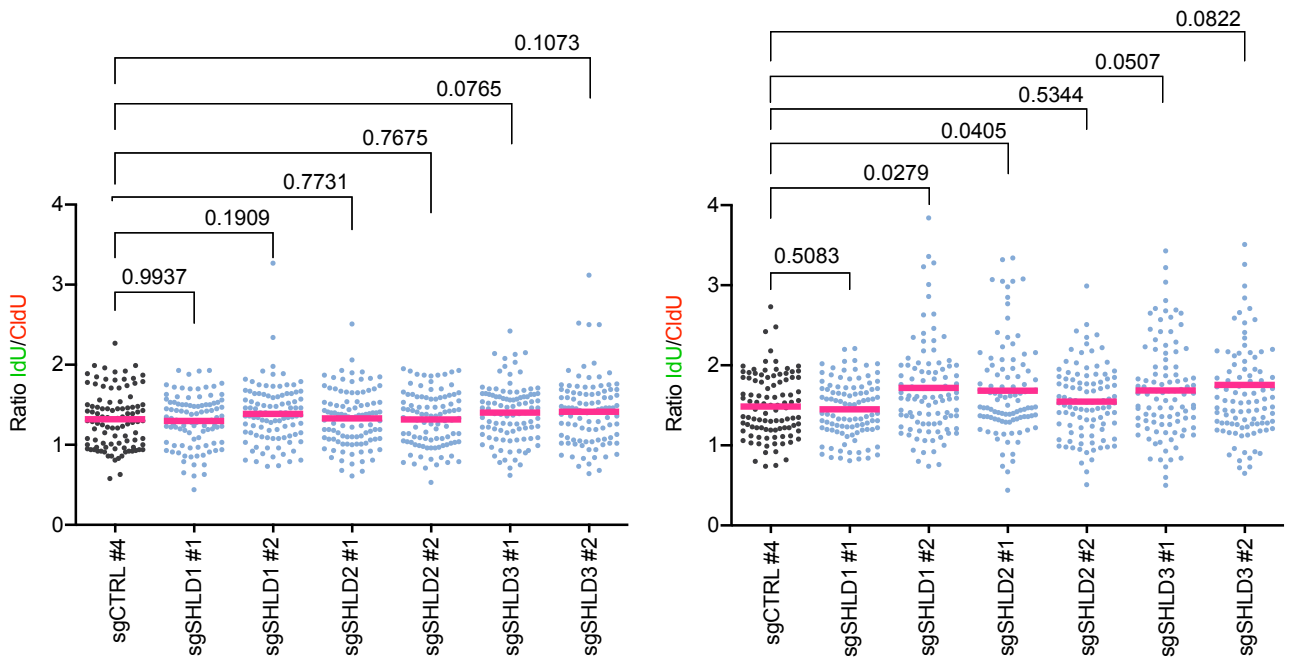 0.1073
0.0765
0.7675
0.7731
0.1909
0.9937
4
3
2
1
0
Ratio IdU/CldU
sgCTRL #4
sgSHLD1 #1
sgSHLD1 #2
sgSHLD2 #1
sgSHLD2 #2
sgSHLD3 #1
sgSHLD3 #2
0.0822
0.0507
0.5344
0.0405
0.0279
0.5083
4
3
2
1
0
Ratio IdU/CldU
sgCTRL #4
sgSHLD1 #1
sgSHLD1 #2
sgSHLD2 #1
sgSHLD2 #2
sgSHLD3 #1
sgSHLD3 #2